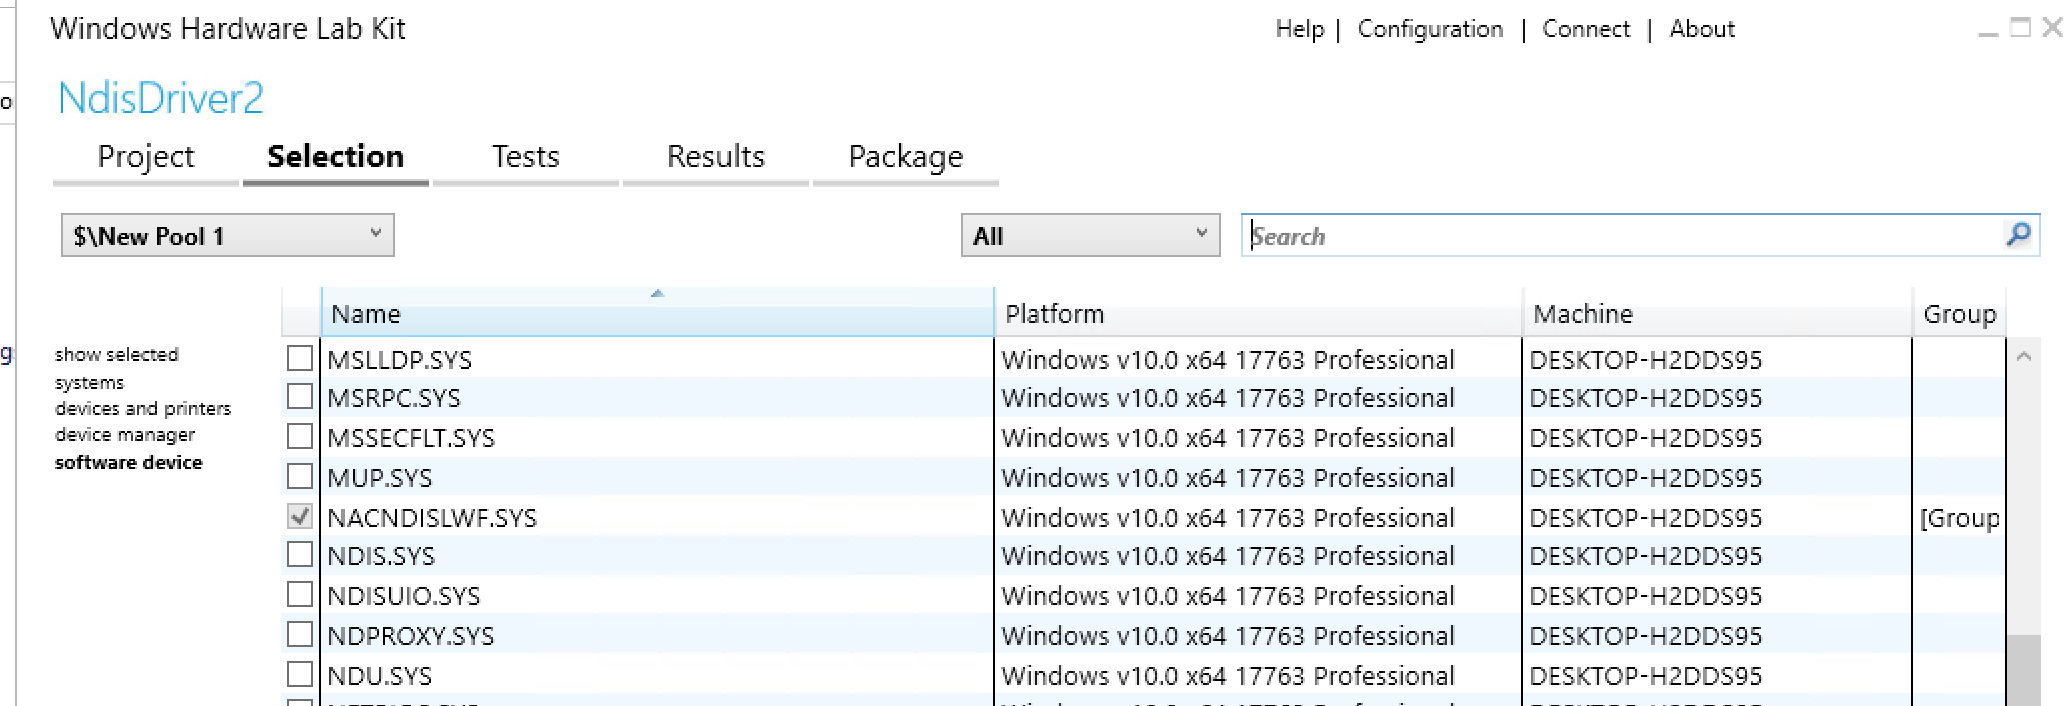 Windows Hardware Lab Kit
Help | Configuration | Connect | About
NdisDriver2
Project Selection Tests Results Package
$\New Pool 1 All Search
Name Platform Machine Group
show selected
systems
devices and printers
device manager
software device
MSLLDP.SYS Windows v10.0 x64 17763 Professional DESKTOP-H2DDS95
MSRPC.SYS Windows v10.0 x64 17763 Professional DESKTOP-H2DDS95
MSSECFLT.SYS Windows v10.0 x64 17763 Professional DESKTOP-H2DDS95
MUP.SYS Windows v10.0 x64 17763 Professional DESKTOP-H2DDS95
NACNDISLWF.SYS Windows v10.0 x64 17763 Professional DESKTOP-H2DDS95 [Group
NDIS.SYS Windows v10.0 x64 17763 Professional DESKTOP-H2DDS95
NDISUIO.SYS Windows v10.0 x64 17763 Professional DESKTOP-H2DDS95
NDPROXY.SYS Windows v10.0 x64 17763 Professional DESKTOP-H2DDS95
NDU.SYS Windows v10.0 x64 17763 Professional DESKTOP-H2DDS95